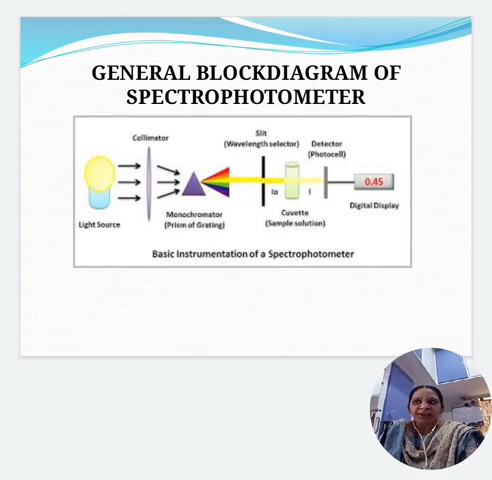 GENERAL BLOCKDIAGRAM OF
SPECTROPHOTOMETER
Collimator
Slit
(Wavelength selector)
Detector
(Photocell)
Io
I
0.45
Light Source
Monochromator
(Prism of Grating)
Cuvette
(Sample solution)
Digital Display
Basic Instrumentation of a Spectrophotometer